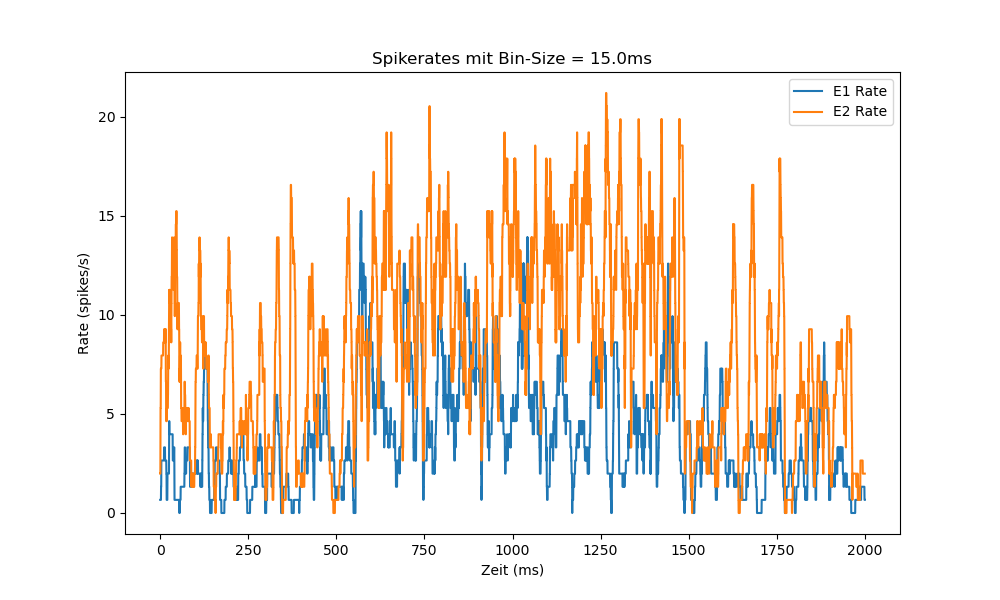 Spikerates mit Bin-Size = 15.0ms
E1 Rate
E2 Rate
20
15
10
5
0
Rate (spikes/s)
0 250 500 750 1000 1250 1500 1750 2000
Zeit (ms)